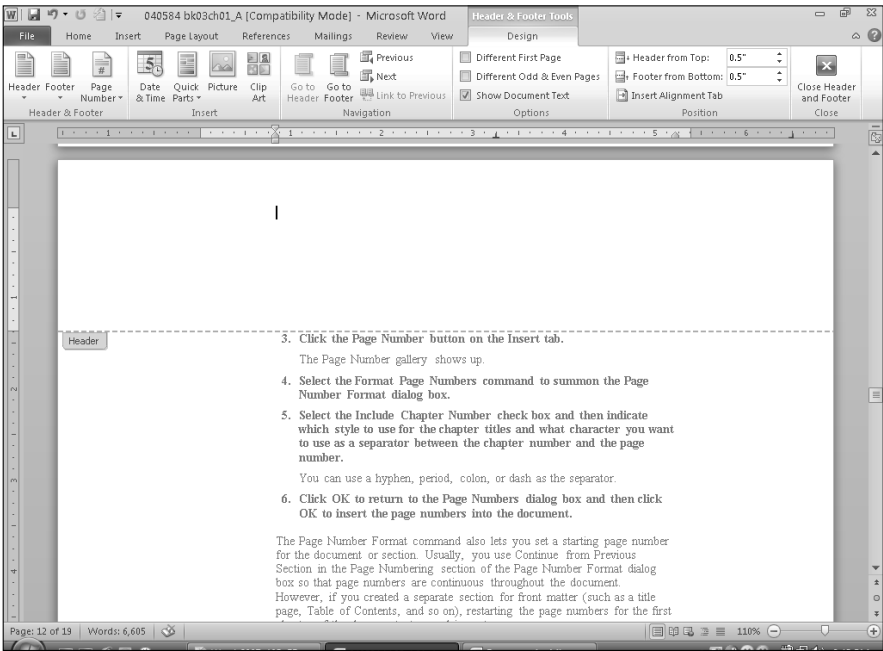 040584 bk03ch01_A [Compatibility Mode] - Microsoft Word
Header & Footer Tools
File Home Insert Page Layout References Mailings Review View Design
Header Footer Page Number
Date & Time Quick Parts Picture Clip Art
Go to Header Go to Footer
Previous
Next
Link to Previous
Different First Page
Different Odd & Even Pages
Show Document Text
Header from Top: 0.5"
Footer from Bottom: 0.5"
Insert Alignment Tab
Close Header and Footer
Header & Footer Insert Navigation Options Position Close
Header
3. Click the Page Number button on the Insert tab.
The Page Number gallery shows up.
4. Select the Format Page Numbers command to summon the Page
Number Format dialog box.
5. Select the Include Chapter Number check box and then indicate
which style to use for the chapter titles and what character you want
to use as a separator between the chapter number and the page
number.
You can use a hyphen, period, colon, or dash as the separator.
6. Click OK to return to the Page Numbers dialog box and then click
OK to insert the page numbers into the document.
The Page Number Format command also lets you set a starting page number
for the document or section. Usually, you use Continue from Previous
Section in the Page Numbering section of the Page Number Format dialog
box so that page numbers are continuous throughout the document.
However, if you created a separate section for front matter (such as a title
page, Table of Contents, and so on), restarting the page numbers for the first
Page: 12 of 19 Words: 6,605 110%